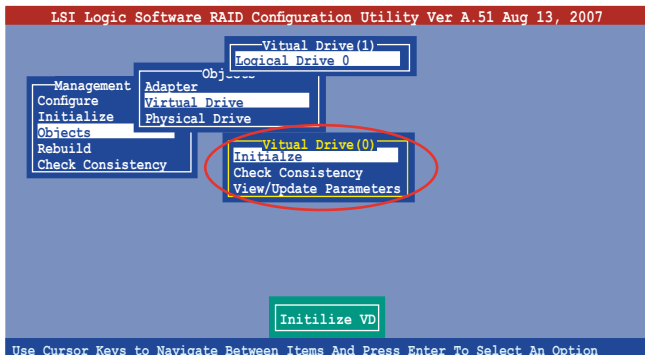 LSI Logic Software RAID Configuration Utility Ver A.51 Aug 13, 2007
Vitual Drive(1)
Logical Drive 0
Objects
Adapter
Virtual Drive
Physical Drive
Management
Configure
Initialize
Objects
Rebuild
Check Consistency
Vitual Drive(0)
Initialze
Check Consistency
View/Update Parameters
Initilize VD
Use Cursor Keys to Navigate Between Items And Press Enter To Select An Option